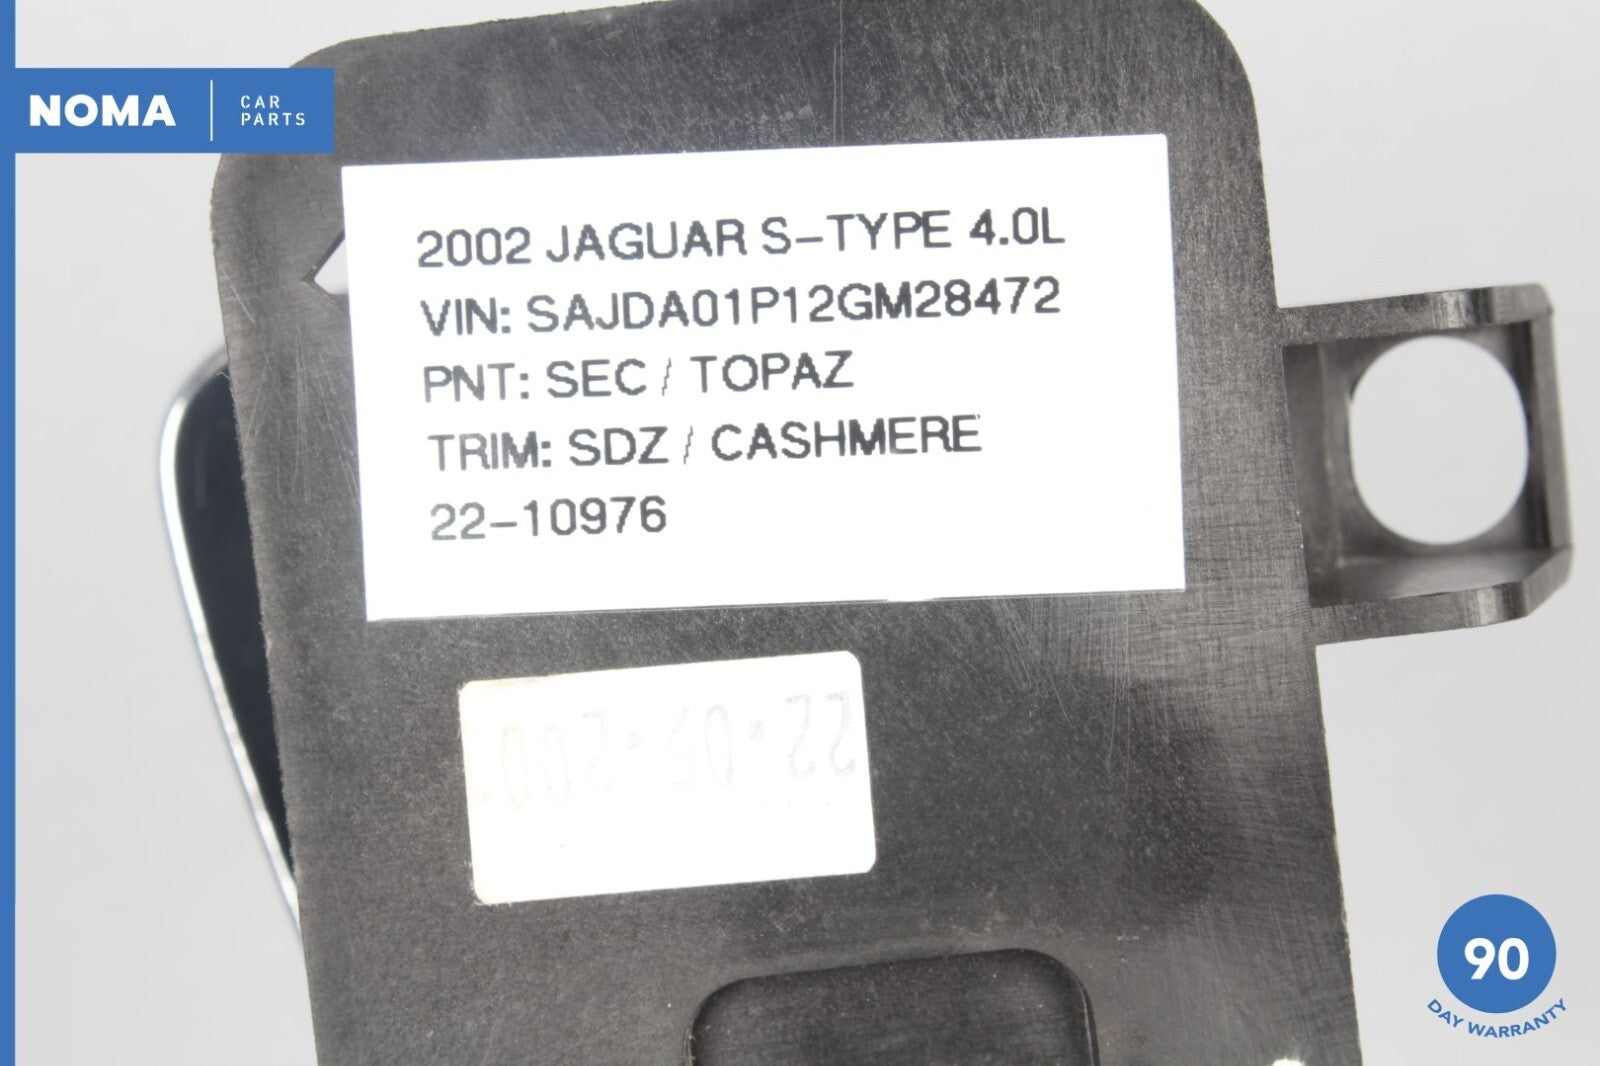 NOMA
CAR
PARTS
2002 JAGUAR S-TYPE 4.0L
VIN: SAJDA01P12GM28472
PNT: SEC / TOPAZ
TRIM: SDZ / CASHMERE
22-10976
90
DAY WARRANTY